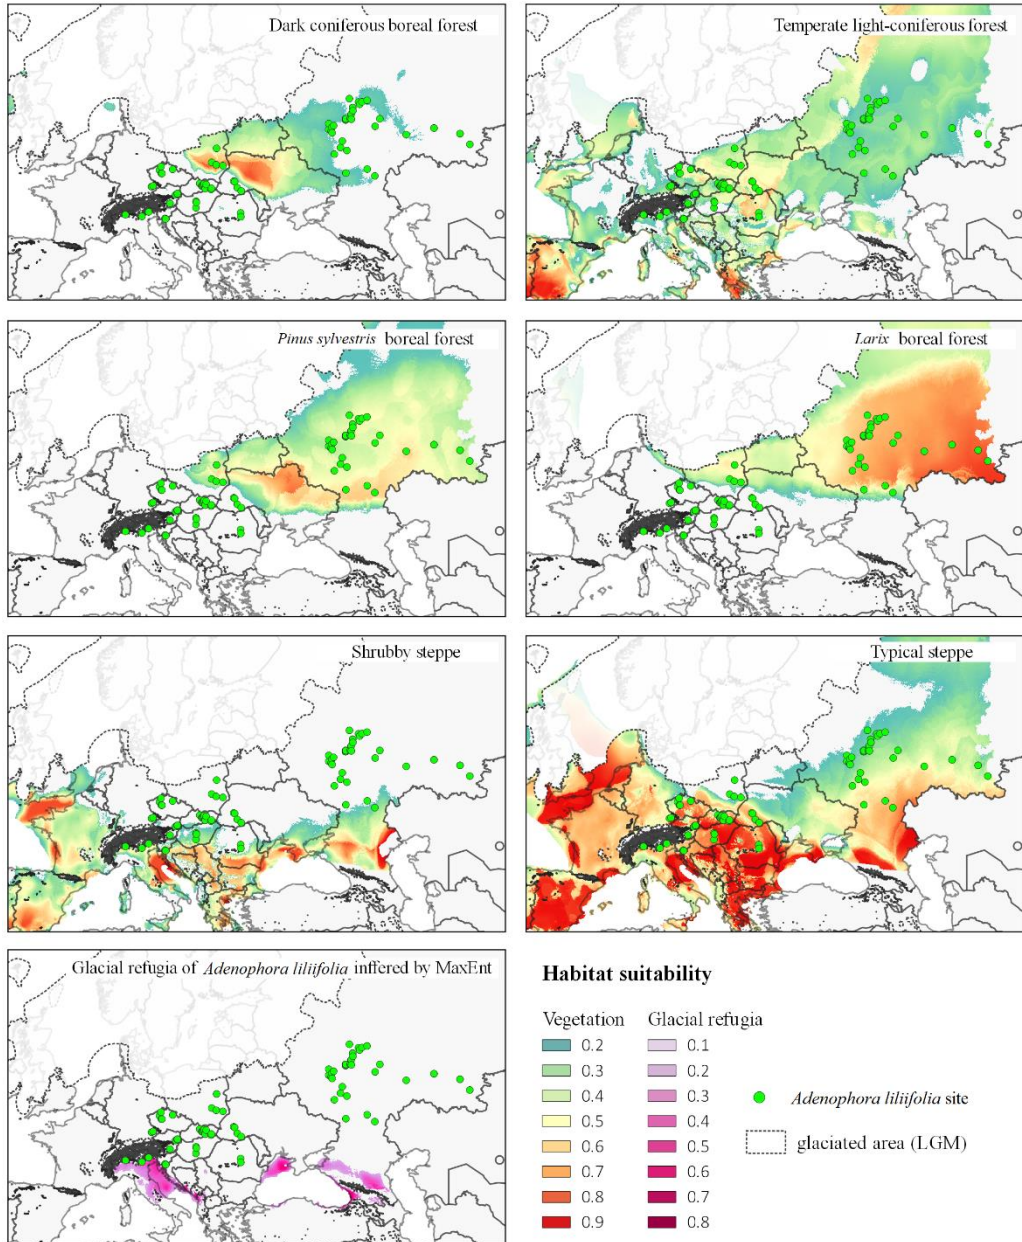 Dark coniferous boreal forest
Temperate light-coniferous forest
Pinus sylvestris boreal forest
Larix boreal forest
Shrubby steppe
Typical steppe
Glacial refugia of Adenophora liliifolia inffered by MaxEnt
Habitat suitability
Vegetation Glacial refugia
0.2 0.1
0.3 0.2
0.4 0.3
0.5 0.4
0.6 0.5
0.7 0.6
0.8 0.7
0.9 0.8
Adenophora liliifolia site
glaciated area (LGM)